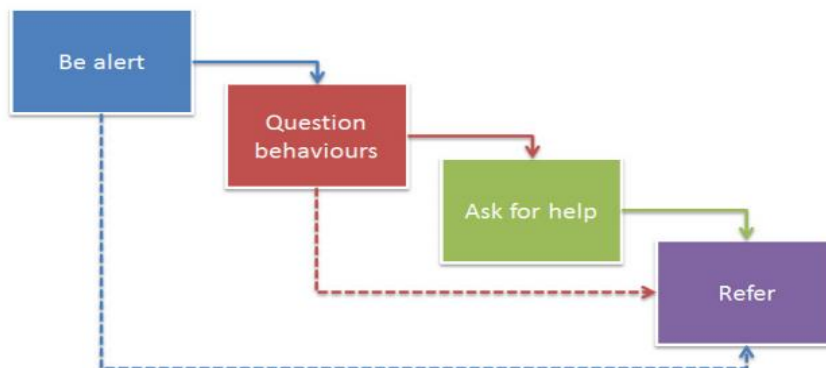 Be alert
Question
behaviours
Ask for help
Refer